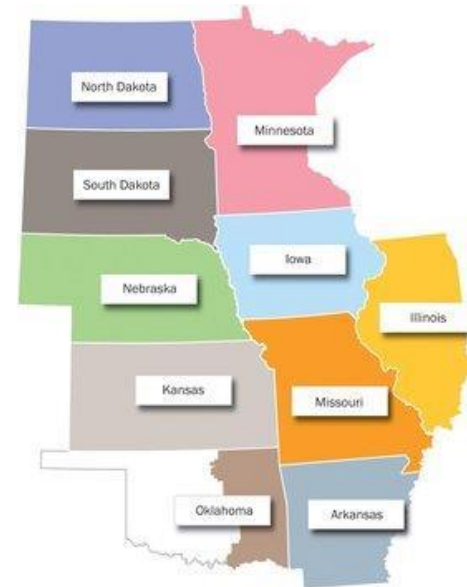 North Dakota
Minnesota
South Dakota
Iowa
Nebraska
Illinois
Kansas
Missouri
Oklahoma
Arkansas